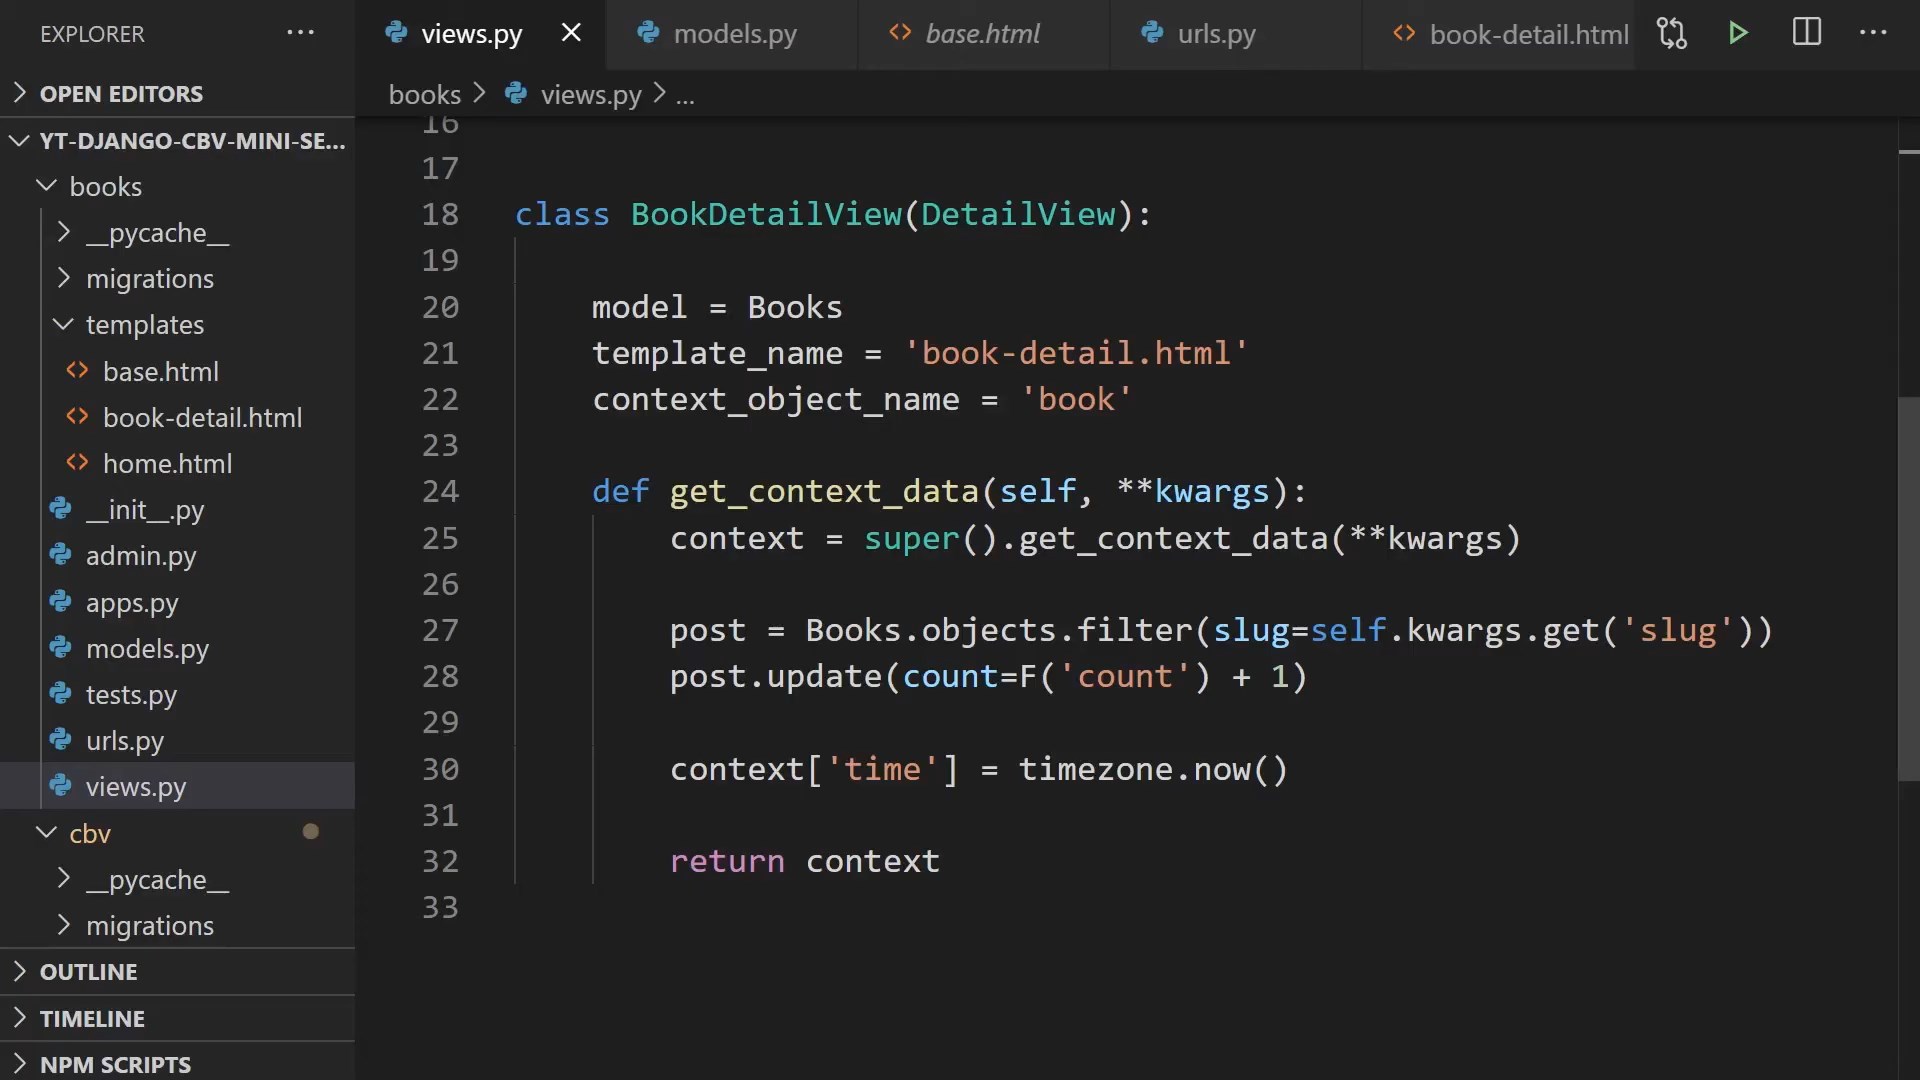 EXPLORER
OPEN EDITORS
YT-DJANGO-CBV-MINI-SE...
books
__pycache__
migrations
templates
base.html
book-detail.html
home.html
__init__.py
admin.py
apps.py
models.py
tests.py
urls.py
views.py
cbv
__pycache__
migrations
OUTLINE
TIMELINE
NPM SCRIPTS
views.py models.py base.html urls.py book-detail.html
books > views.py > ...
16
17
18 class BookDetailView(DetailView):
19
20 model = Books
21 template_name = 'book-detail.html'
22 context_object_name = 'book'
23
24 def get_context_data(self, **kwargs):
25 context = super().get_context_data(**kwargs)
26
27 post = Books.objects.filter(slug=self.kwargs.get('slug'))
28 post.update(count=F('count') + 1)
29
30 context['time'] = timezone.now()
31
32 return context
33